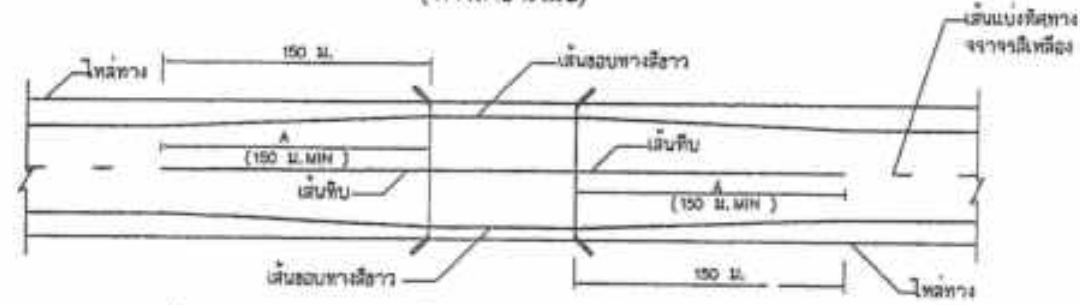 เส้นแบ่งทิศทาง
จราจรสีเหลือง
150 ม.
ไหล่ทาง
เส้นขอบทางสีขาว
A
(150 ม. MIN )
เส้นทึบ
เส้นทึบ
A
(150 ม. MIN )
เส้นขอบทางสีขาว
150 ม.
ไหล่ทาง